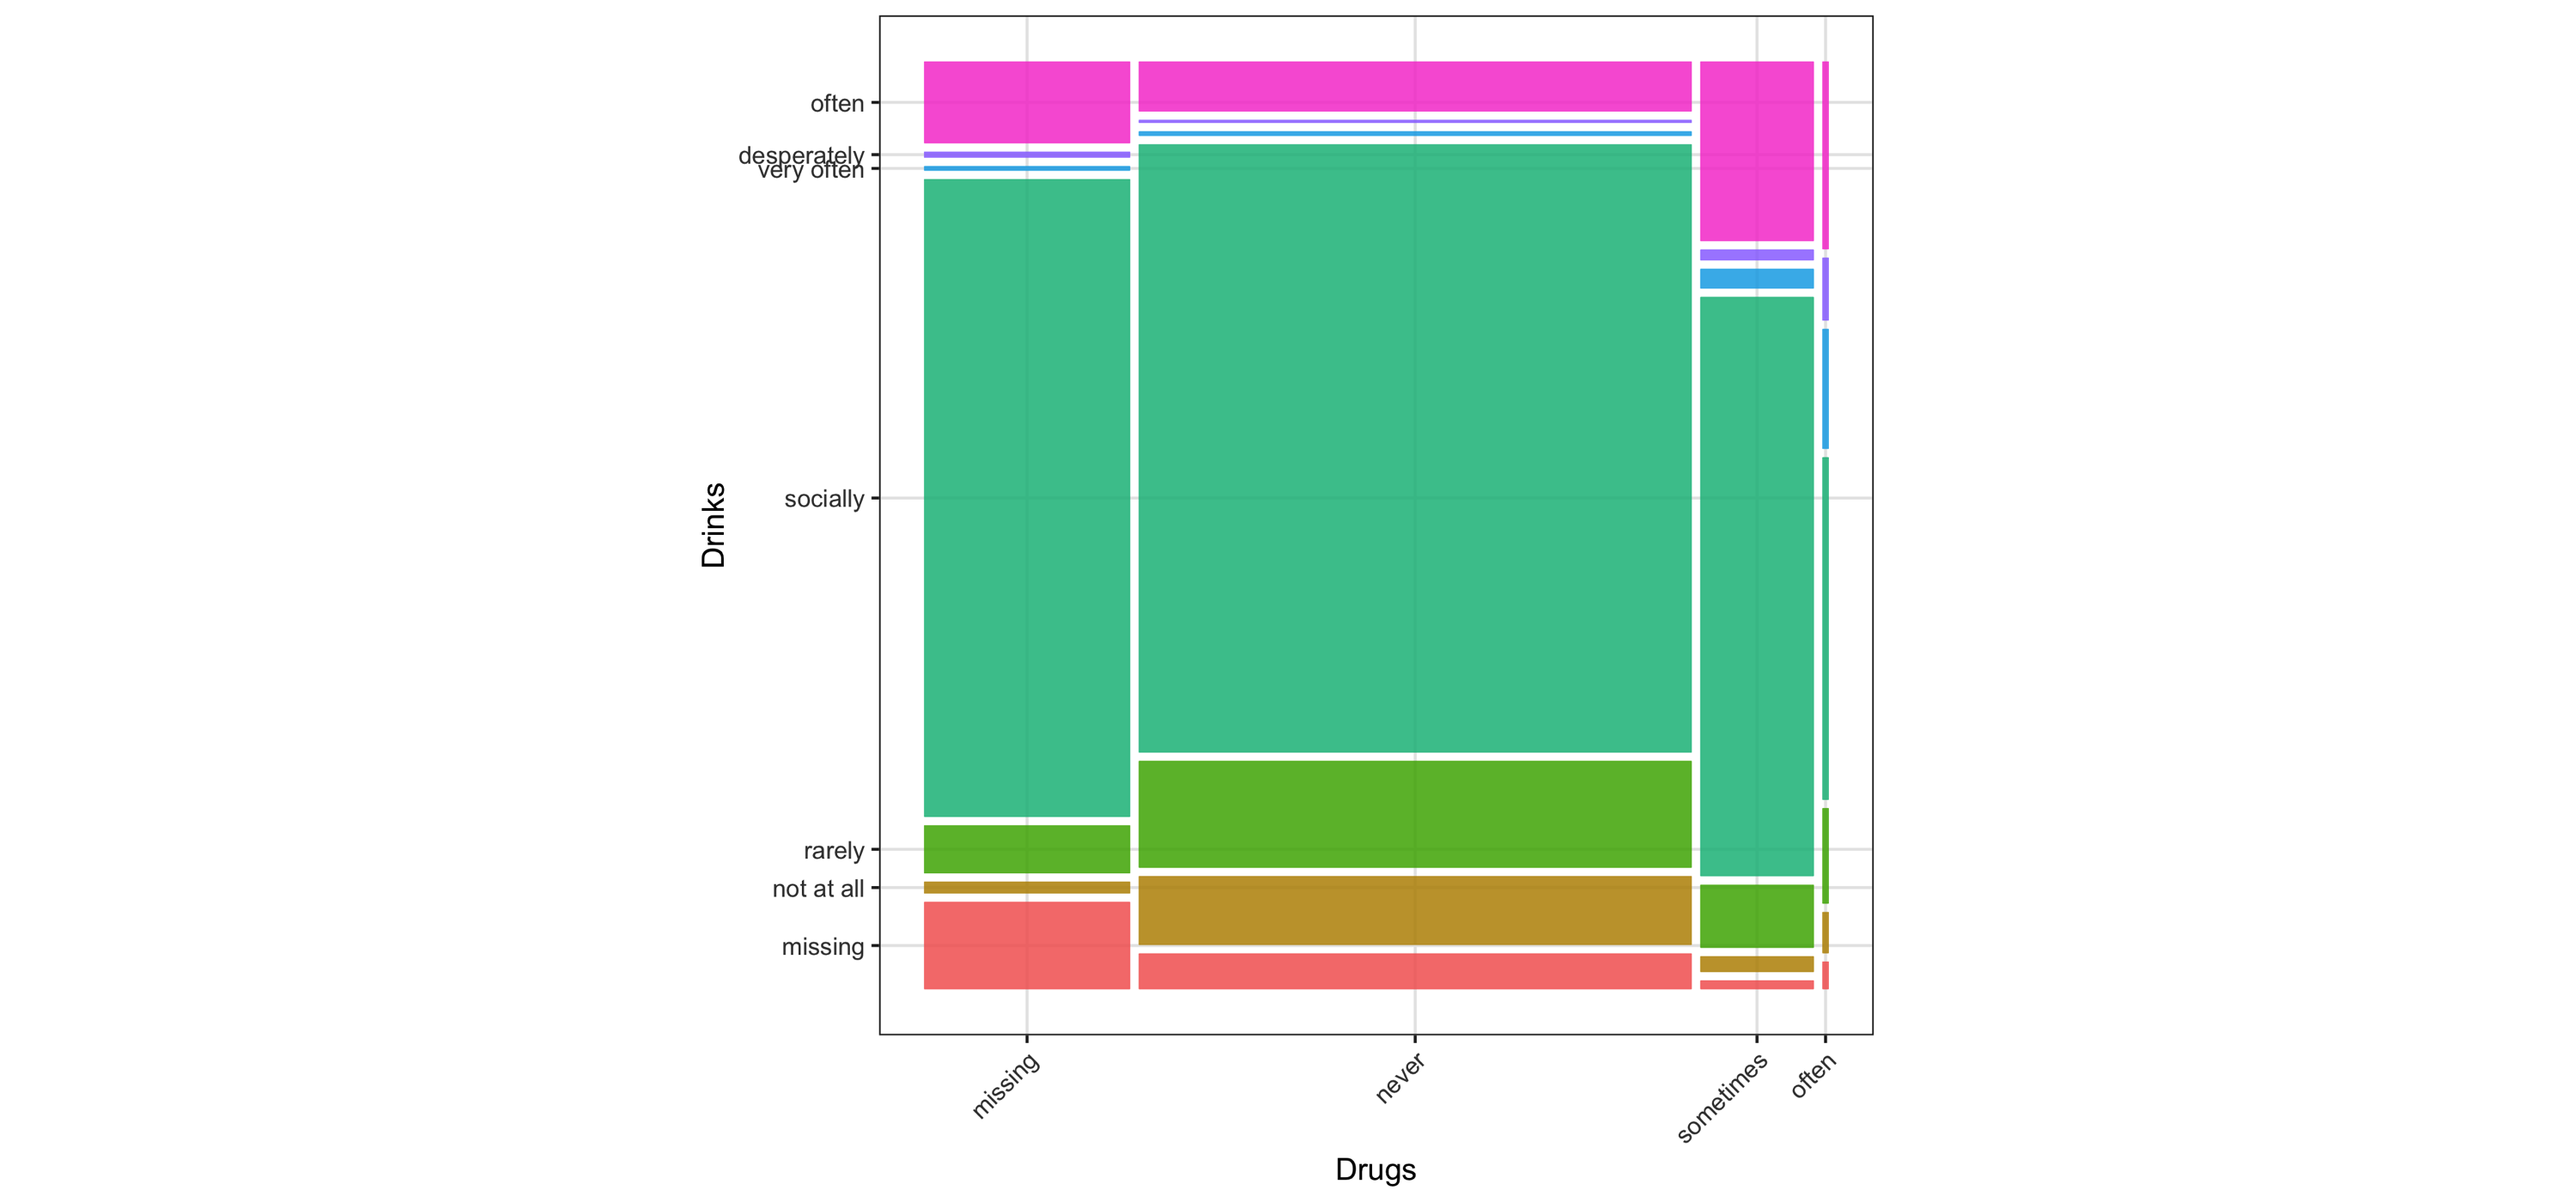 often
desperately
very often
socially
rarely
not at all
missing
Drinks
missing
never
sometimes
often
Drugs